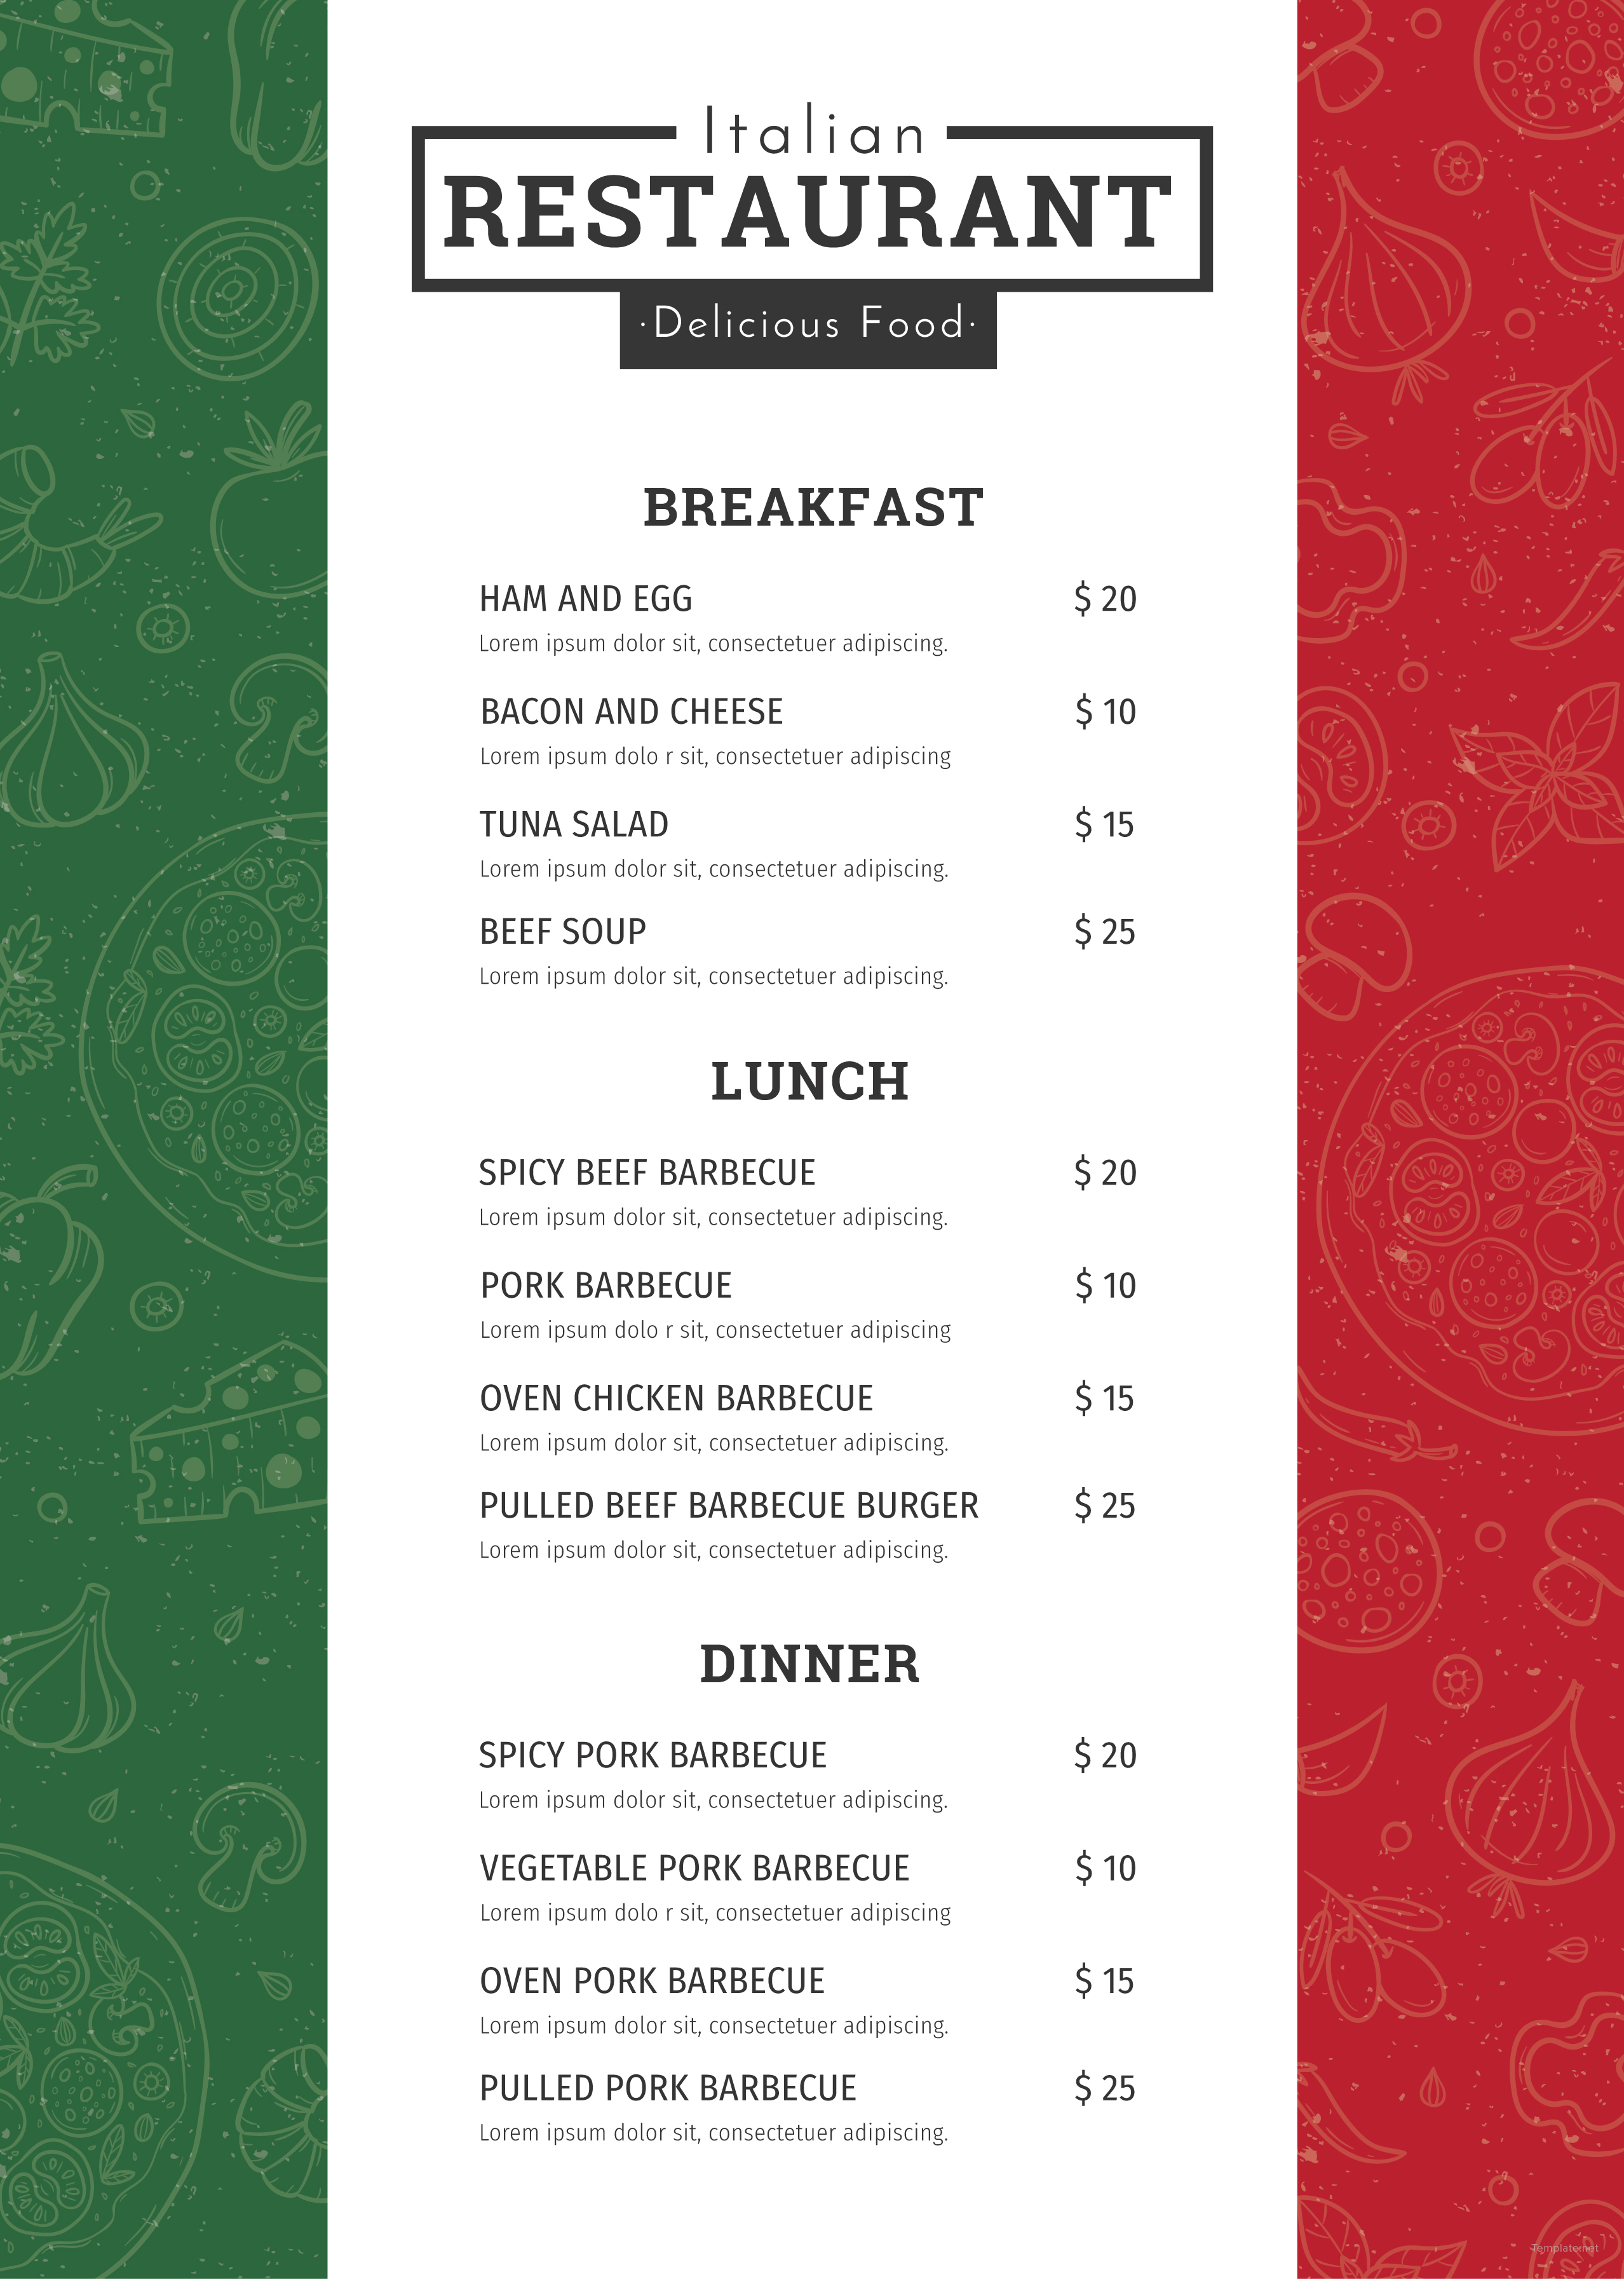 Italian
RESTAURANT
·Delicious Food·
BREAKFAST
HAM AND EGG $ 20
Lorem ipsum dolor sit, consectetuer adipiscing.
BACON AND CHEESE $ 10
Lorem ipsum dolo r sit, consectetuer adipiscing
TUNA SALAD $ 15
Lorem ipsum dolor sit, consectetuer adipiscing.
BEEF SOUP $ 25
Lorem ipsum dolor sit, consectetuer adipiscing.
LUNCH
SPICY BEEF BARBECUE $ 20
Lorem ipsum dolor sit, consectetuer adipiscing.
PORK BARBECUE $ 10
Lorem ipsum dolo r sit, consectetuer adipiscing
OVEN CHICKEN BARBECUE $ 15
Lorem ipsum dolor sit, consectetuer adipiscing.
PULLED BEEF BARBECUE BURGER $ 25
Lorem ipsum dolor sit, consectetuer adipiscing.
DINNER
SPICY PORK BARBECUE $ 20
Lorem ipsum dolor sit, consectetuer adipiscing.
VEGETABLE PORK BARBECUE $ 10
Lorem ipsum dolo r sit, consectetuer adipiscing
OVEN PORK BARBECUE $ 15
Lorem ipsum dolor sit, consectetuer adipiscing.
PULLED PORK BARBECUE $ 25
Lorem ipsum dolor sit, consectetuer adipiscing.